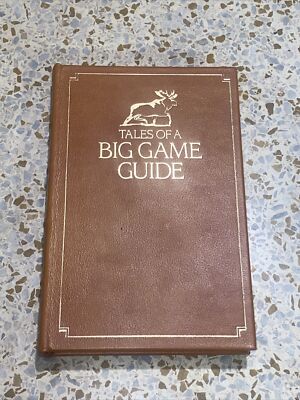 TALES OF A
BIG GAME
GUIDE